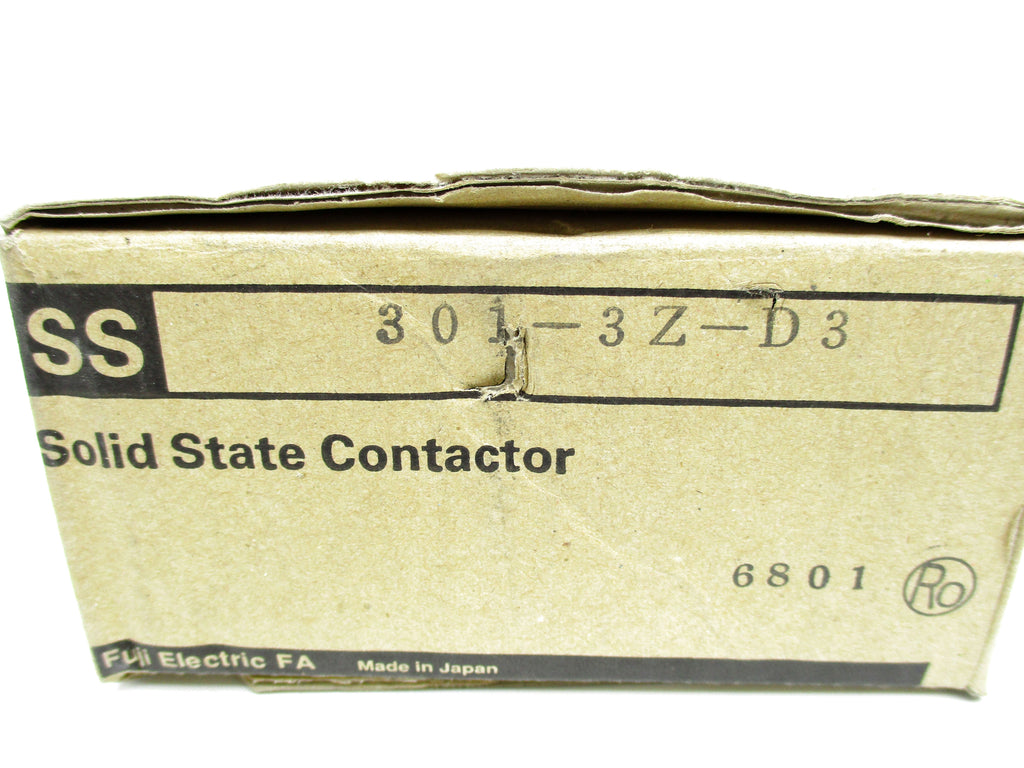 SS 301-3Z-D3
Solid State Contactor
6801 Ro
Fuji Electric FA Made in Japan